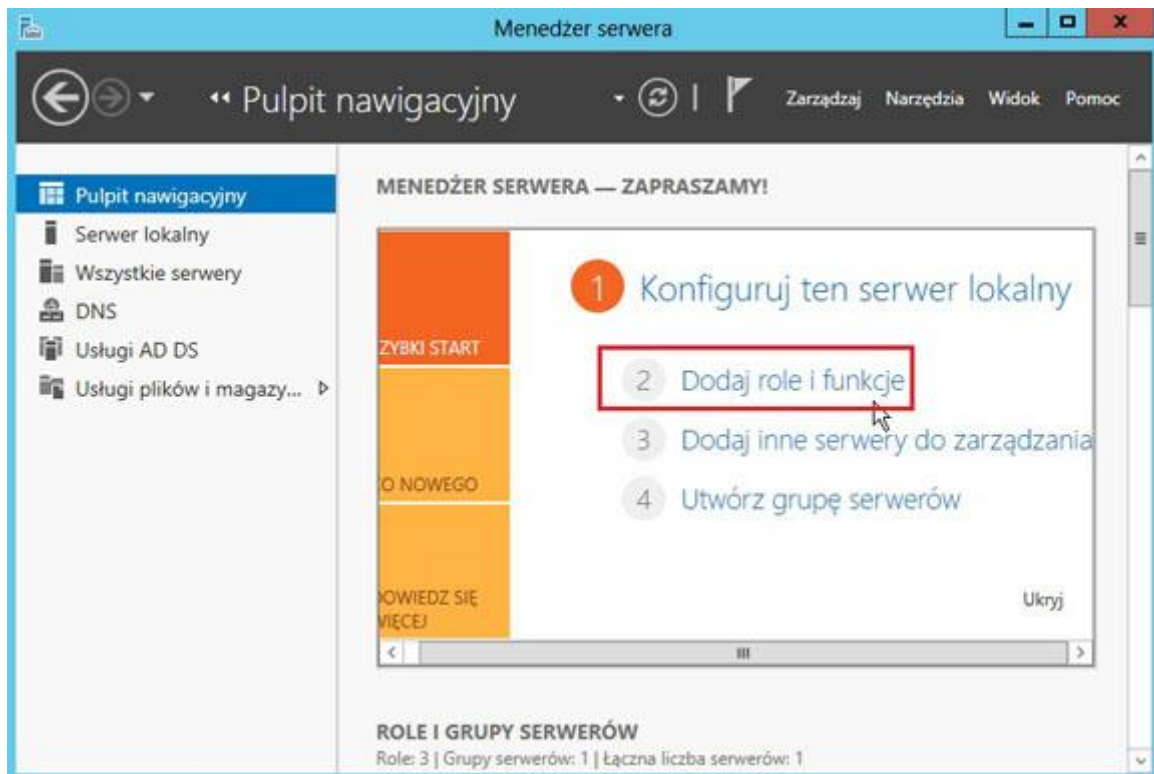 Menedżer serwera
Pulpit nawigacyjny
Zarządzaj Narzędzia Widok Pomoc
Pulpit nawigacyjny
Serwer lokalny
Wszystkie serwery
DNS
Usługi AD DS
Usługi plików i magazy...
MENEDŻER SERWERA — ZAPRASZAMY!
ZYBKI START
O NOWEGO
OWIEDZ SIĘ
WIĘCEJ
1 Konfiguruj ten serwer lokalny
2 Dodaj role i funkcje
3 Dodaj inne serwery do zarządzania
4 Utwórz grupę serwerów
Ukryj
ROLE I GRUPY SERWERÓW
Role: 3 | Grupy serwerów: 1 | Łączna liczba serwerów: 1